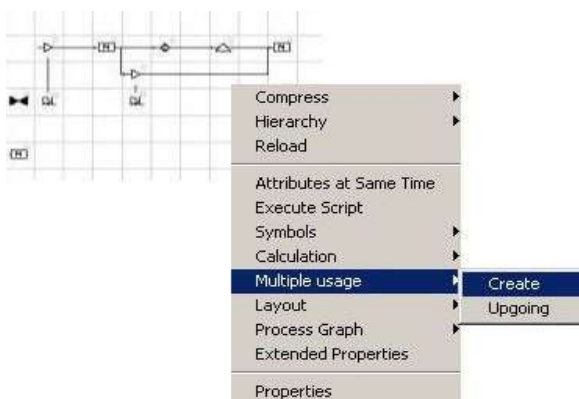 Compress
Hierarchy
Reload
Attributes at Same Time
Execute Script
Symbols
Calculation
Multiple usage
Create
Layout
Upgoing
Process Graph
Extended Properties
Properties